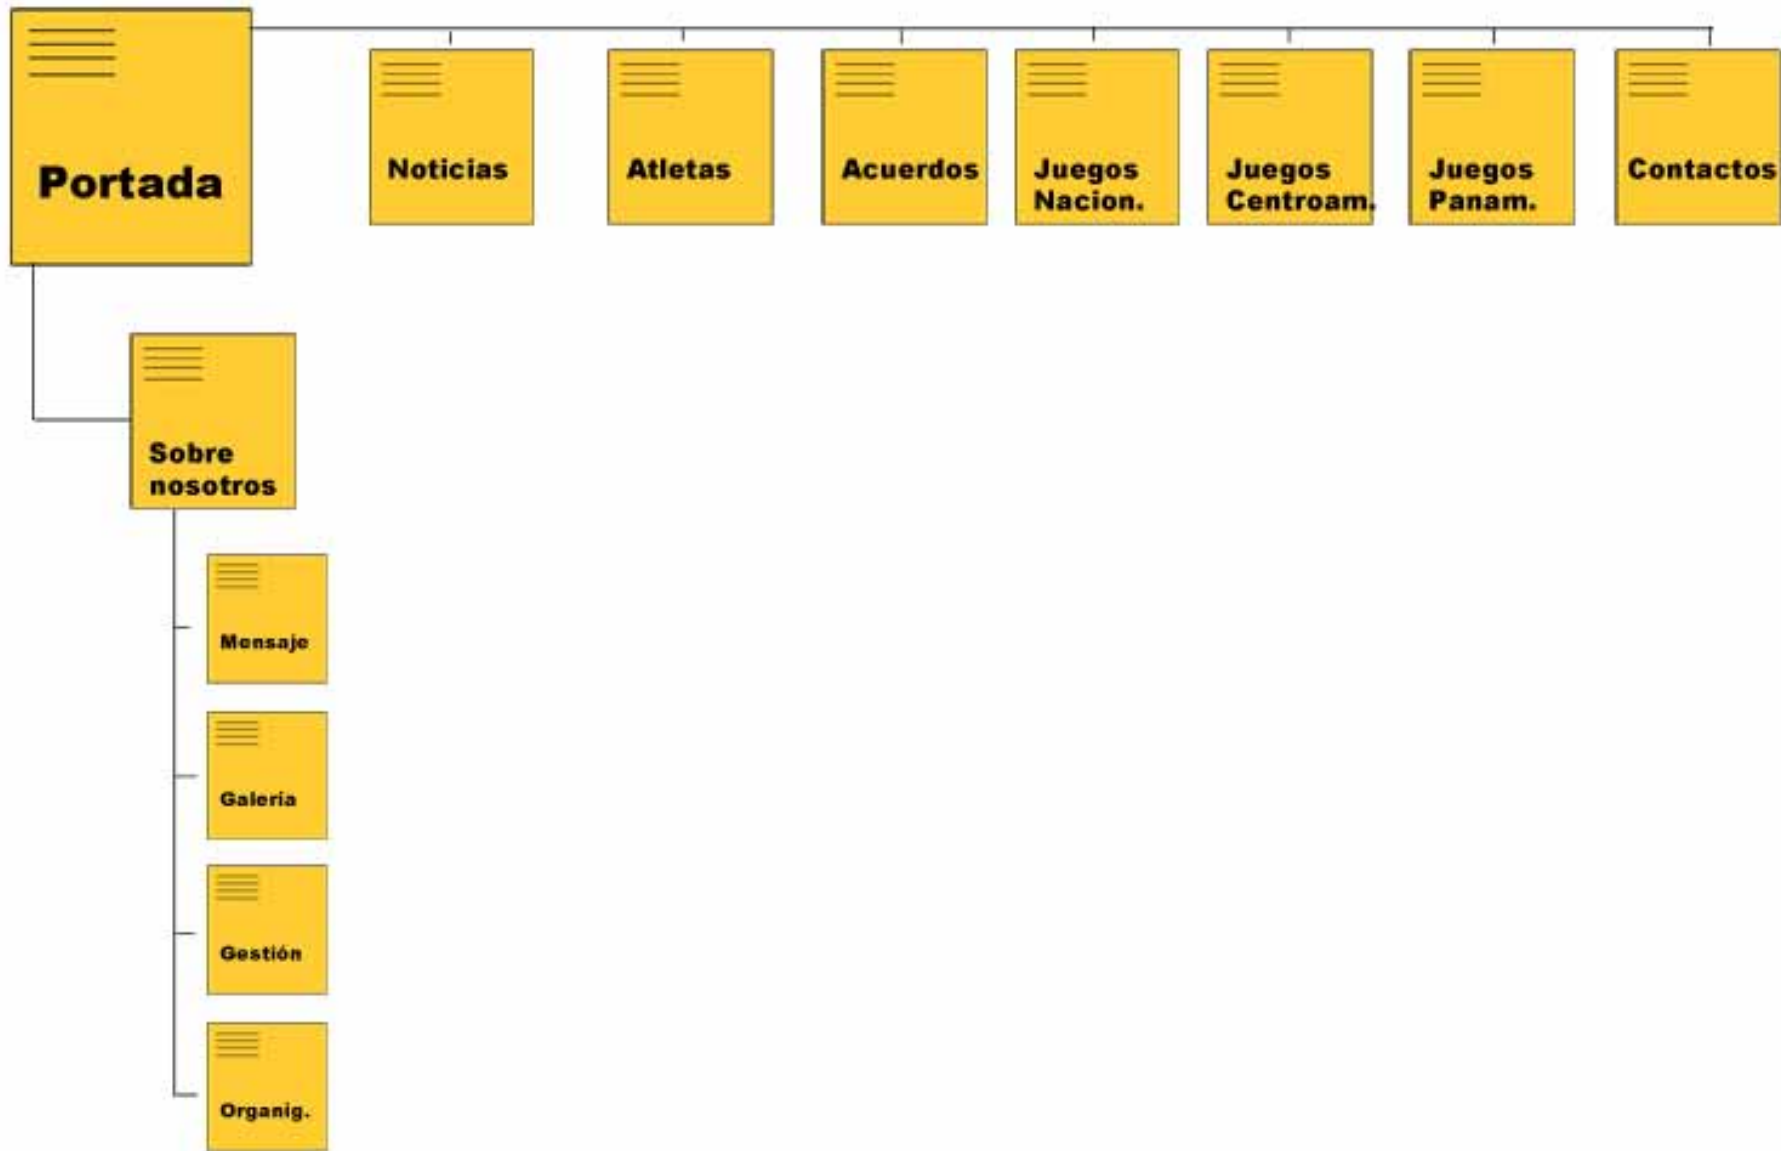 Portada
Noticias
Atletas
Acuerdos
Juegos
Nacion.
Juegos
Centroam.
Juegos
Panam.
Contactos
Sobre
nosotros
Mensaje
Galería
Gestión
Organig.